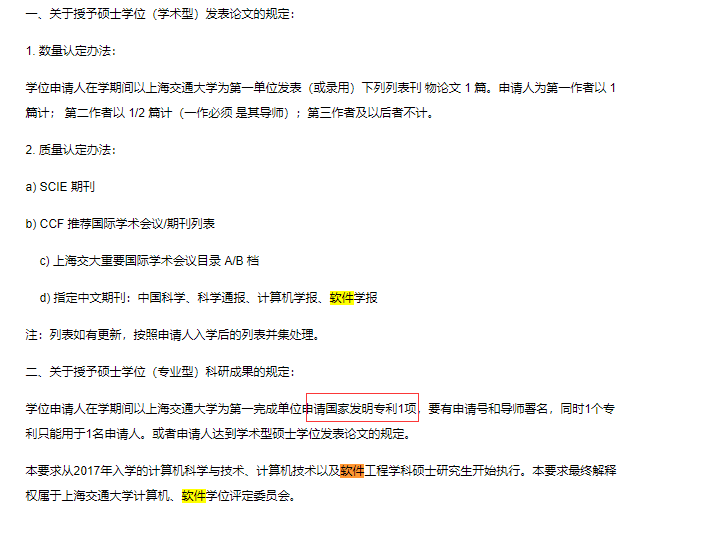 一、关于授予硕士学位（学术型）发表论文的规定：
1. 数量认定办法：
学位申请人在学期间以上海交通大学为第一单位发表（或录用）下列列表刊 物论文 1 篇。申请人为第一作者以 1
篇计； 第二作者以 1/2 篇计（一作必须 是其导师）；第三作者及以后者不计。
2. 质量认定办法：
a) SCIE 期刊
b) CCF 推荐国际学术会议/期刊列表
c) 上海交大重要国际学术会议目录 A/B 档
d) 指定中文期刊：中国科学、科学通报、计算机学报、软件学报
注：列表如有更新，按照申请人入学后的列表并集处理。
二、关于授予硕士学位（专业型）科研成果的规定：
学位申请人在学期间以上海交通大学为第一完成单位申请国家发明专利1项，要有申请号和导师署名，同时1个专
利只能用于1名申请人。或者申请人达到学术型硕士学位发表论文的规定。
本要求从2017年入学的计算机科学与技术、计算机技术以及软件工程学科硕士研究生开始执行。本要求最终解释
权属于上海交通大学计算机、软件学位评定委员会。